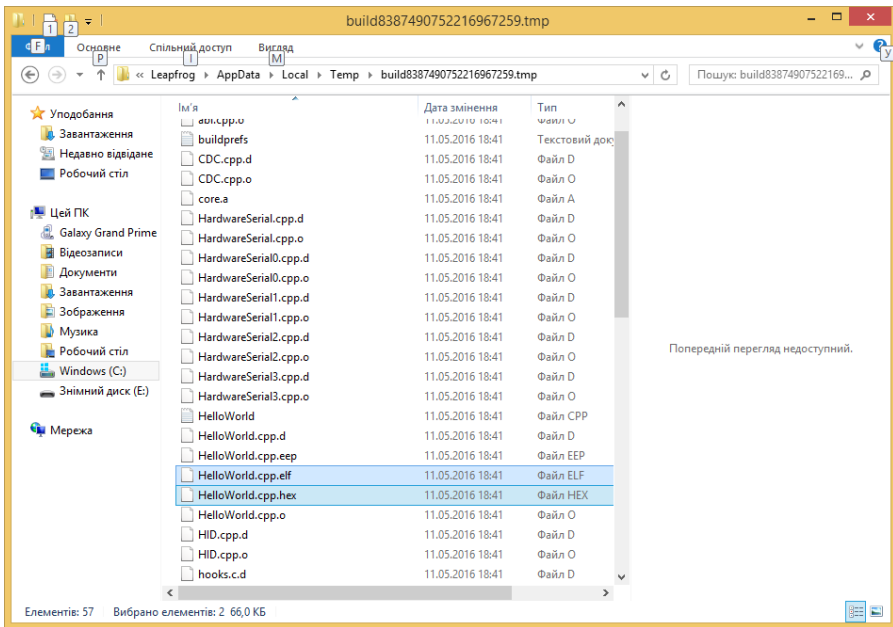 build8387490752216967259.tmp
1
2
F
Основне
Спільний доступ
Вигляд
P
I
M
У
« Leapfrog › AppData › Local › Temp › build8387490752216967259.tmp
Пошук: build83874907522169...
Ім'я
Дата змінення
Тип
Уподобання
Завантаження
Недавно відвідане
Робочий стіл
Цей ПК
Galaxy Grand Prime
Відеозаписи
Документи
Завантаження
Зображення
Музика
Робочий стіл
Windows (C:)
Знімний диск (E:)
Мережа
abi.cpp.o 11.05.2016 18:41 Файл O
buildprefs 11.05.2016 18:41 Текстовий док
CDC.cpp.d 11.05.2016 18:41 Файл D
CDC.cpp.o 11.05.2016 18:41 Файл O
core.a 11.05.2016 18:41 Файл A
HardwareSerial.cpp.d 11.05.2016 18:41 Файл D
HardwareSerial.cpp.o 11.05.2016 18:41 Файл O
HardwareSerial0.cpp.d 11.05.2016 18:41 Файл D
HardwareSerial0.cpp.o 11.05.2016 18:41 Файл O
HardwareSerial1.cpp.d 11.05.2016 18:41 Файл D
HardwareSerial1.cpp.o 11.05.2016 18:41 Файл O
HardwareSerial2.cpp.d 11.05.2016 18:41 Файл D
HardwareSerial2.cpp.o 11.05.2016 18:41 Файл O
HardwareSerial3.cpp.d 11.05.2016 18:41 Файл D
HardwareSerial3.cpp.o 11.05.2016 18:41 Файл O
HelloWorld 11.05.2016 18:41 Файл CPP
HelloWorld.cpp.d 11.05.2016 18:41 Файл D
HelloWorld.cpp.eep 11.05.2016 18:41 Файл EEP
HelloWorld.cpp.elf 11.05.2016 18:41 Файл ELF
HelloWorld.cpp.hex 11.05.2016 18:41 Файл HEX
HelloWorld.cpp.o 11.05.2016 18:41 Файл O
HID.cpp.d 11.05.2016 18:41 Файл D
HID.cpp.o 11.05.2016 18:41 Файл O
hooks.c.d 11.05.2016 18:41 Файл D
Попередній перегляд недоступний.
Елементів: 57 Вибрано елементів: 2 66,0 КБ